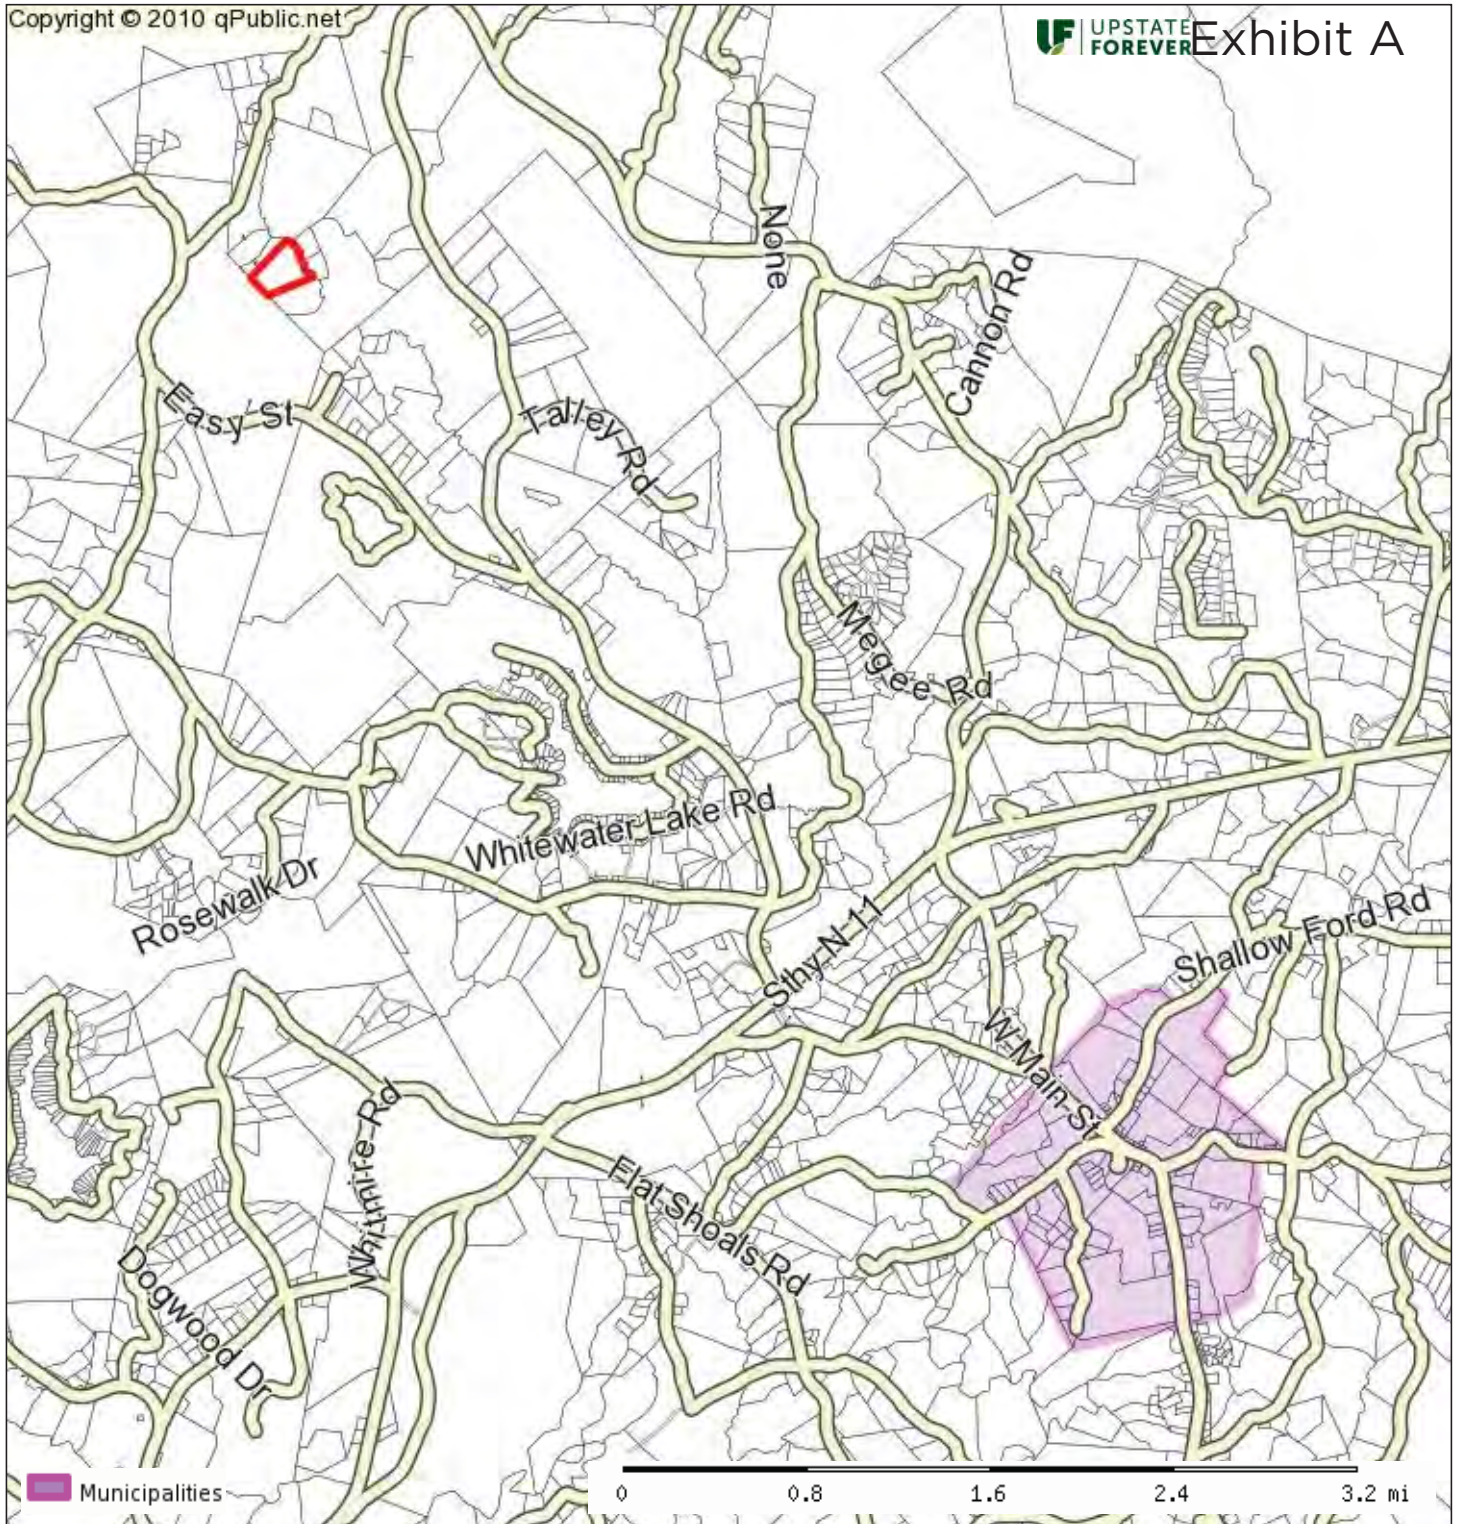 Copyright © 2010 qPublic.net
UF UPSTATE FOREVER
Exhibit A
None
Cannon Rd
Easy St
Talley Rd
Megee Rd
Whitewater Lake Rd
Rosewalk Dr
Sthy N 11
Shallow Ford Rd
W Main St
Whitmire Rd
Flat Shoals Rd
Dogwood Dr
Municipalities
0 0.8 1.6 2.4 3.2 mi